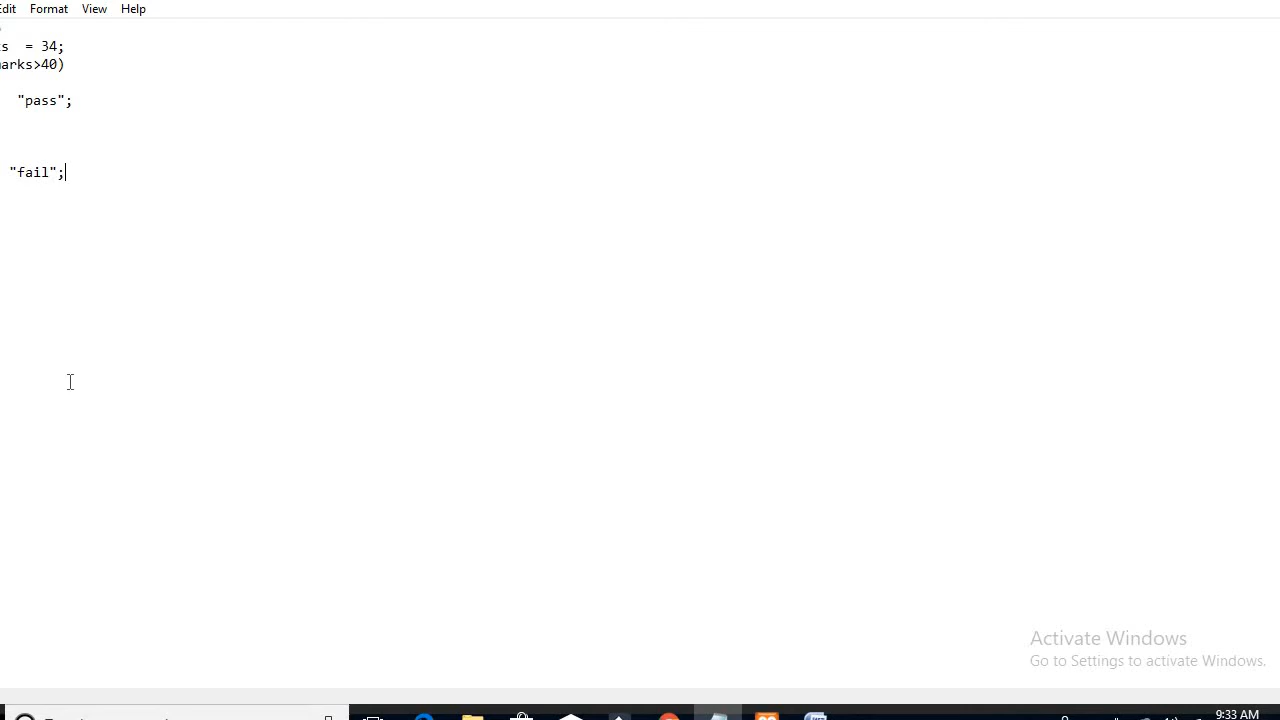 Edit Format View Help
= 34;
marks>40)
"pass";
"fail";
Activate Windows
Go to Settings to activate Windows.
9:33 AM